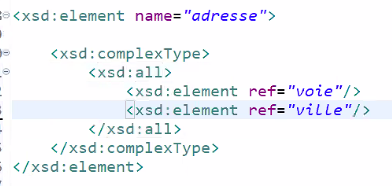 <xsd:element name="adresse">
<xsd:complexType>
<xsd:all>
<xsd:element ref="voie"/>
<xsd:element ref="ville"/>
</xsd:all>
</xsd:complexType>
</xsd:element>